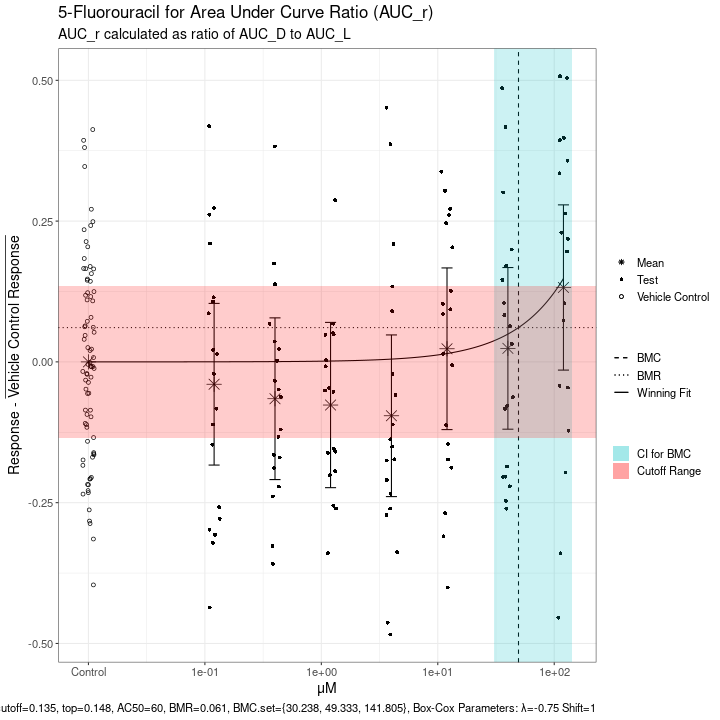 5-Fluorouracil for Area Under Curve Ratio (AUC_r)
AUC_r calculated as ratio of AUC_D to AUC_L
Response - Vehicle Control Response
0.50
0.25
0.00
-0.25
-0.50
Control
1e-01
1e+00
1e+01
1e+02
µM
Mean
Test
Vehicle Control
BMC
BMR
Winning Fit
CI for BMC
Cutoff Range
cutoff=0.135, top=0.148, AC50=60, BMR=0.061, BMC.set={30.238, 49.333, 141.805}, Box-Cox Parameters: λ=-0.75 Shift=1